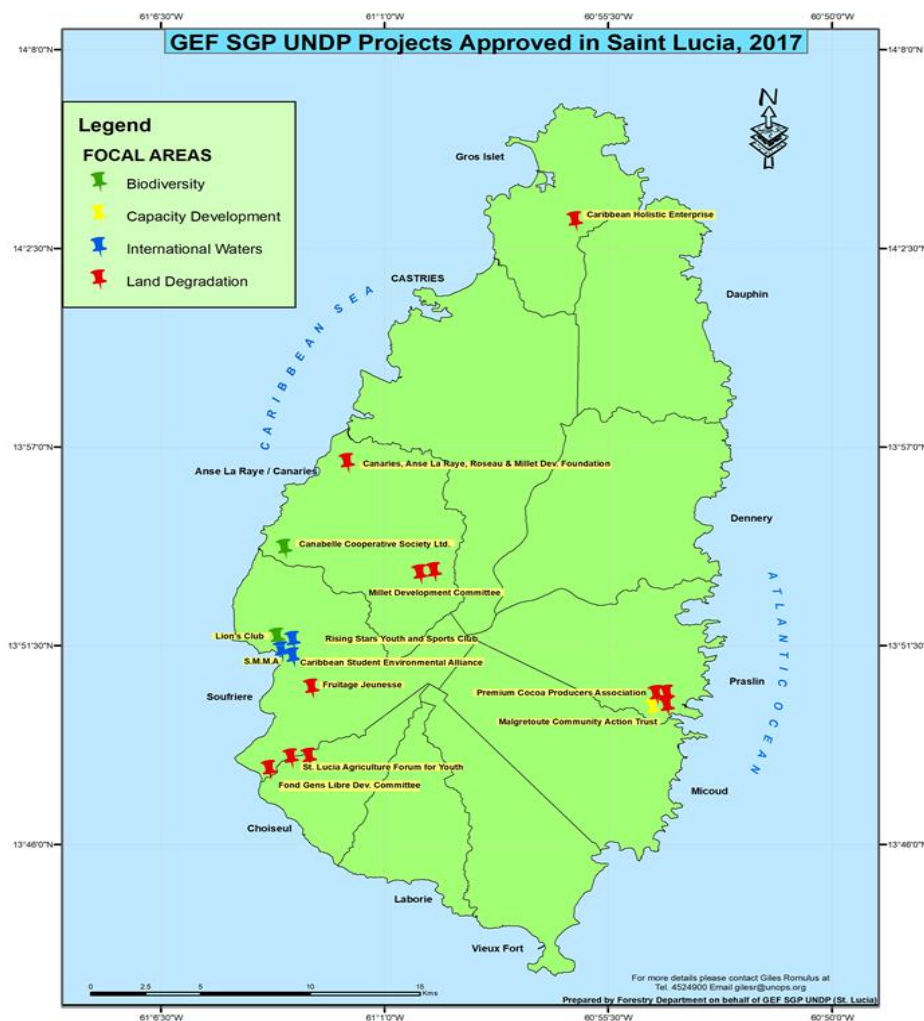 61°6'30"W
61°1'0"W
60°55'30"W
60°50'0"W
GEF SGP UNDP Projects Approved in Saint Lucia, 2017
14°8'0"N
14°8'0"N
N
Legend
FOCAL AREAS
Biodiversity
Capacity Development
International Waters
Land Degradation
Gros Islet
Caribbean Holistic Enterprise
14°2'30"N
14°2'30"N
CASTRIES
Dauphin
CARIBBEAN SEA
13°57'0"N
13°57'0"N
Anse La Raye / Canaries
Canaries, Anse La Raye, Roseau & Millet Dev. Foundation
Dennery
Canabelle Cooperative Society Ltd.
Millet Development Committee
ATLANTIC OCEAN
Lion's Club
Rising Stars Youth and Sports Club
13°51'30"N
13°51'30"N
S.M.M.A
Caribbean Student Environmental Alliance
Soufriere
Fruitage Jeunesse
Praslin
Premium Cocoa Producers Association
Malgretoute Community Action Trust
St. Lucia Agriculture Forum for Youth
Fond Gens Libre Dev. Committee
Micoud
Choiseul
13°46'0"N
13°46'0"N
Laborie
Vieux Fort
0 2.5 5 10 15
Kms
For more details please contact Giles Romulus at
Tel. 4524900 Email gilesr@unops.org
Prepared by Forestry Department on behalf of GEF SGP UNDP (St. Lucia)
61°6'30"W
61°1'0"W
60°55'30"W
60°50'0"W